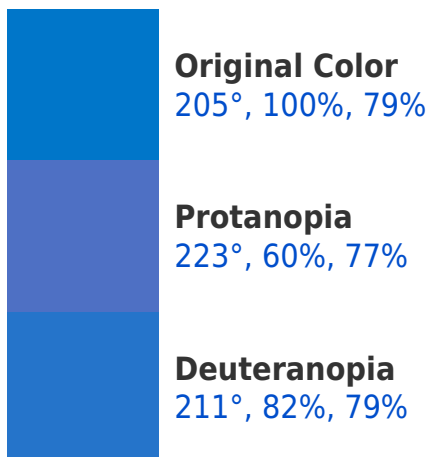 Original Color
205°, 100%, 79%
Protanopia
223°, 60%, 77%
Deuteranopia
211°, 82%, 79%